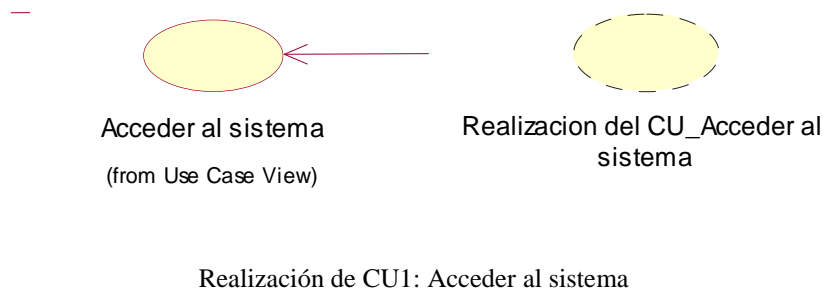 Acceder al sistema
(from Use Case View)
Realizacion del CU_Acceder al
sistema
Realización de CU1: Acceder al sistema